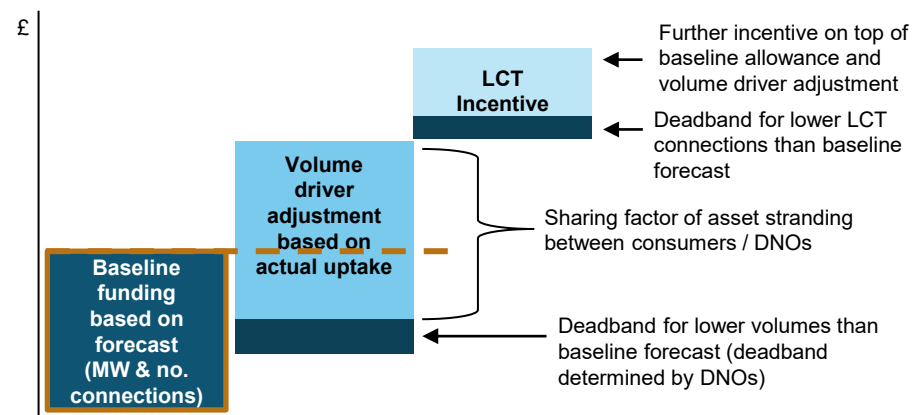 £
Further incentive on top of
baseline allowance and
volume driver adjustment
LCT
Incentive
Deadband for lower LCT
connections than baseline
forecast
Volume
driver
adjustment
based on
actual uptake
Sharing factor of asset stranding
between consumers / DNOs
Baseline
funding
based on
forecast
(MW & no.
connections)
Deadband for lower volumes than
baseline forecast (deadband
determined by DNOs)